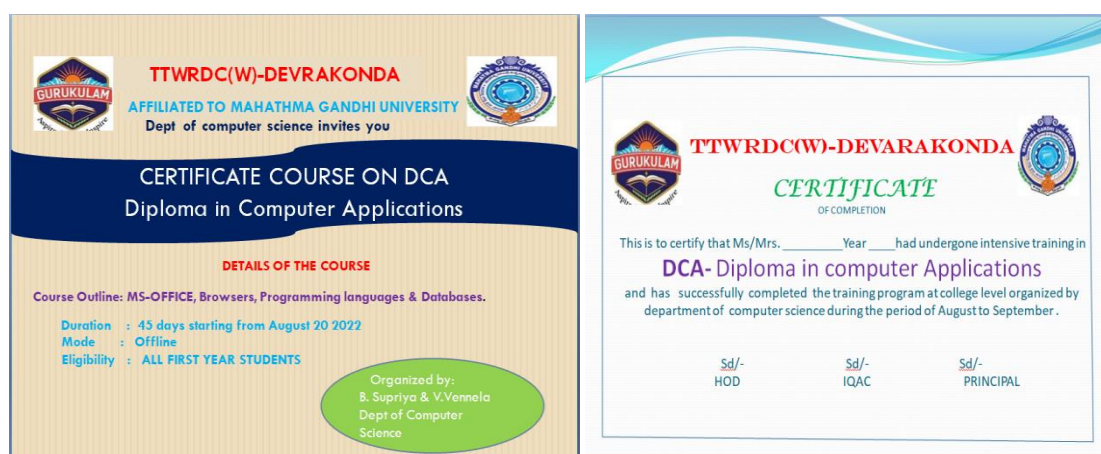 TTWRDC(W)-DEVRAKONDA
AFFILIATED TO MAHATHMA GANDHI UNIVERSITY
Dept of computer science invites you
GURUKULAM
CERTIFICATE COURSE ON DCA
Diploma in Computer Applications
DETAILS OF THE COURSE
Course Outline: MS-OFFICE, Browsers, Programming languages & Databases.
Duration : 45 days starting from August 20 2022
Mode : Offline
Eligibility : ALL FIRST YEAR STUDENTS
Organized by:
B. Supriya & V.Vennela
Dept of Computer
Science
GURUKULAM
TTWRDC(W)-DEVARAKONDA
CERTIFICATE
OF COMPLETION
This is to certify that Ms/Mrs. _________Year ____had undergone intensive training in
DCA- Diploma in computer Applications
and has successfully completed the training program at college level organized by
department of computer science during the period of August to September .
Sd/- Sd/- Sd/-
HOD IQAC PRINCIPAL